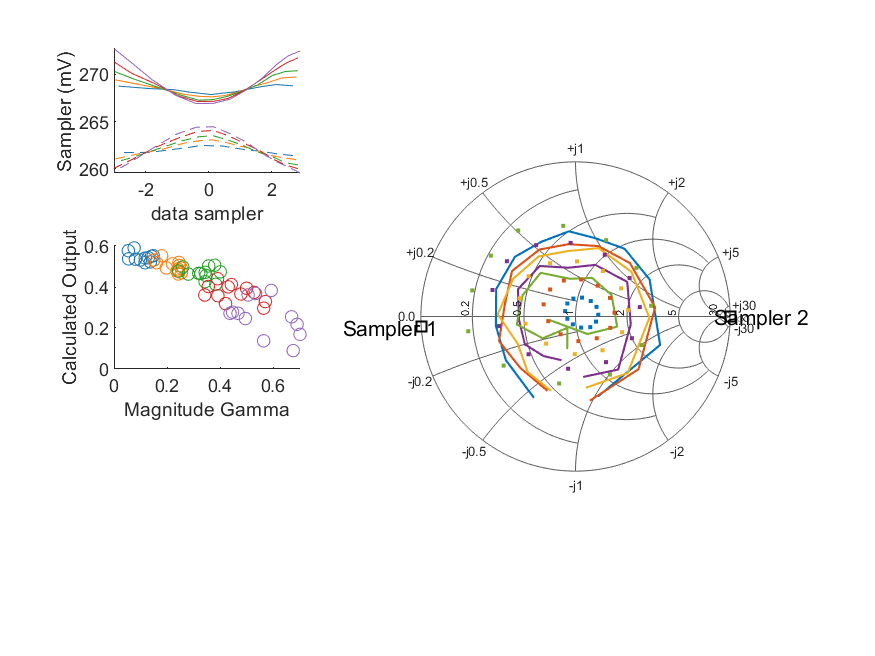 270
265
260
Sampler (mV)
-2
0
2
data sampler
0.6
0.4
0.2
0
Calculated Output
0
0.2
0.4
0.6
Magnitude Gamma
+j1
+j0.5
+j2
+j0.2
+j5
0.0
0.2
0.5
1
2
5
30
+j30
-j30
Sampler 1
Sampler 2
-j0.2
-j5
-j0.5
-j2
-j1